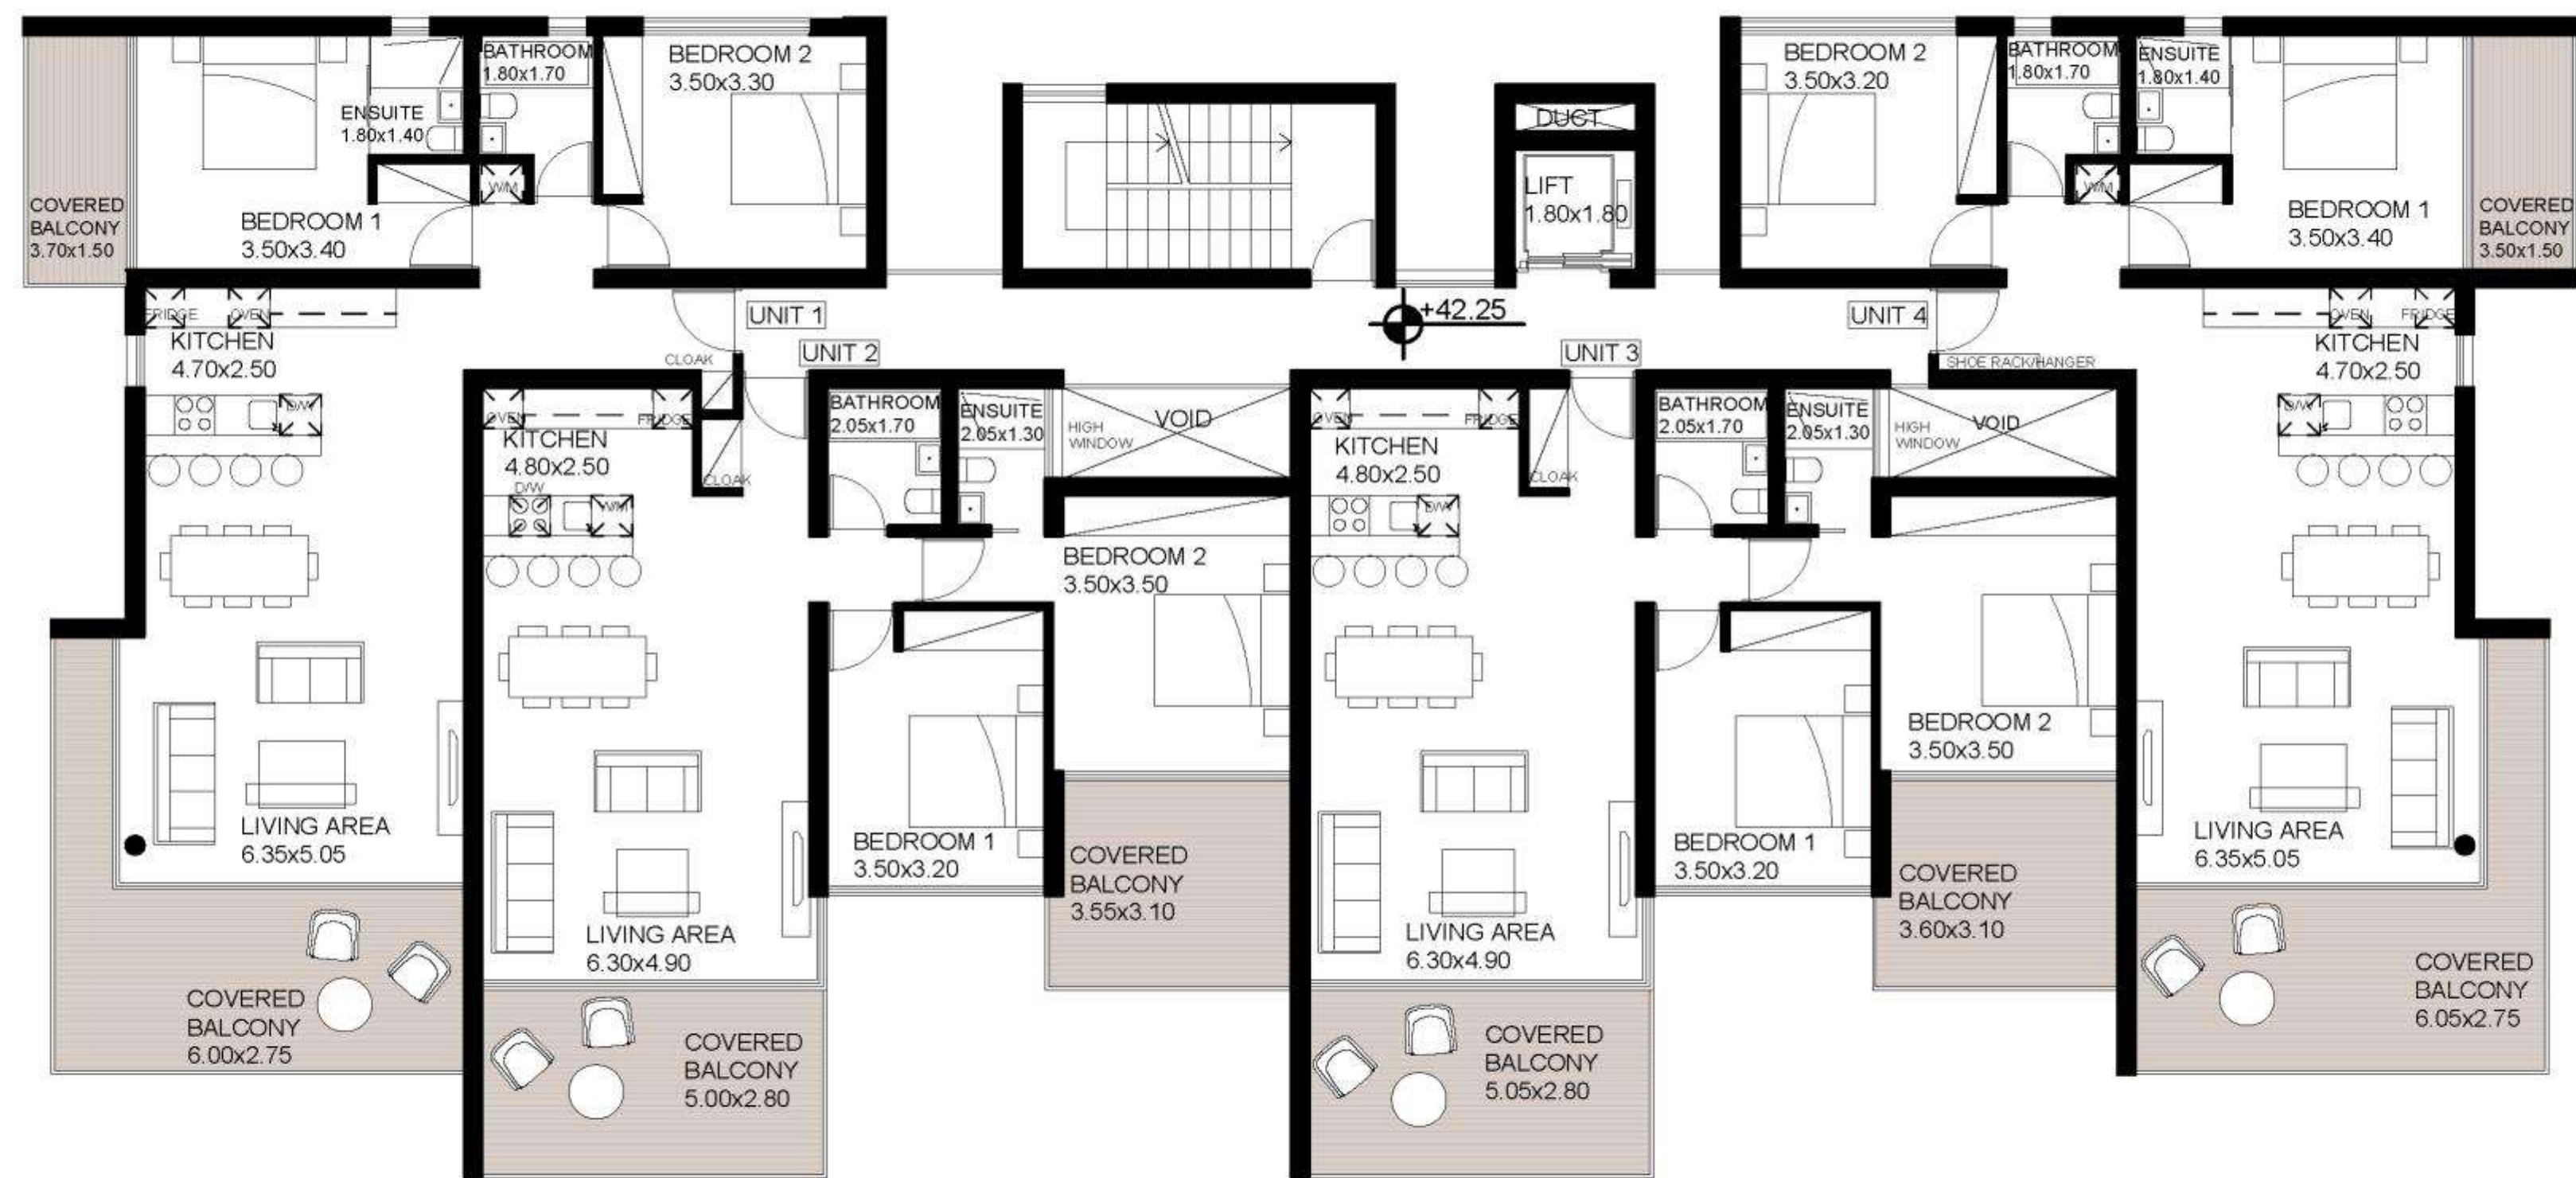 BEDROOM 1
3.50x3.40
ENSUITE
1.80x1.40
BATHROOM
1.80x1.70
W/M
BEDROOM 2
3.50x3.30
COVERED
BALCONY
3.70x1.50
DUCT
LIFT
1.80x1.80
BEDROOM 2
3.50x3.20
BATHROOM
1.80x1.70
W/M
ENSUITE
1.80x1.40
BEDROOM 1
3.50x3.40
COVERED
BALCONY
3.50x1.50
+42.25
UNIT 1
UNIT 2
UNIT 3
UNIT 4
FRIDGE
OVEN
KITCHEN
4.70x2.50
D/W
CLOAK
LIVING AREA
6.35x5.05
COVERED
BALCONY
6.00x2.75
OVEN
FRIDGE
KITCHEN
4.80x2.50
D/W
W/M
CLOAK
BATHROOM
2.05x1.70
ENSUITE
2.05x1.30
HIGH
WINDOW
VOID
BEDROOM 2
3.50x3.50
BEDROOM 1
3.50x3.20
COVERED
BALCONY
3.55x3.10
LIVING AREA
6.30x4.90
COVERED
BALCONY
5.00x2.80
OVEN
FRIDGE
KITCHEN
4.80x2.50
D/W
CLOAK
BATHROOM
2.05x1.70
ENSUITE
2.05x1.30
HIGH
WINDOW
VOID
BEDROOM 2
3.50x3.50
BEDROOM 1
3.50x3.20
COVERED
BALCONY
3.60x3.10
LIVING AREA
6.30x4.90
COVERED
BALCONY
5.05x2.80
SHOE RACK/HANGER
OVEN
FRIDGE
KITCHEN
4.70x2.50
D/W
LIVING AREA
6.35x5.05
COVERED
BALCONY
6.05x2.75